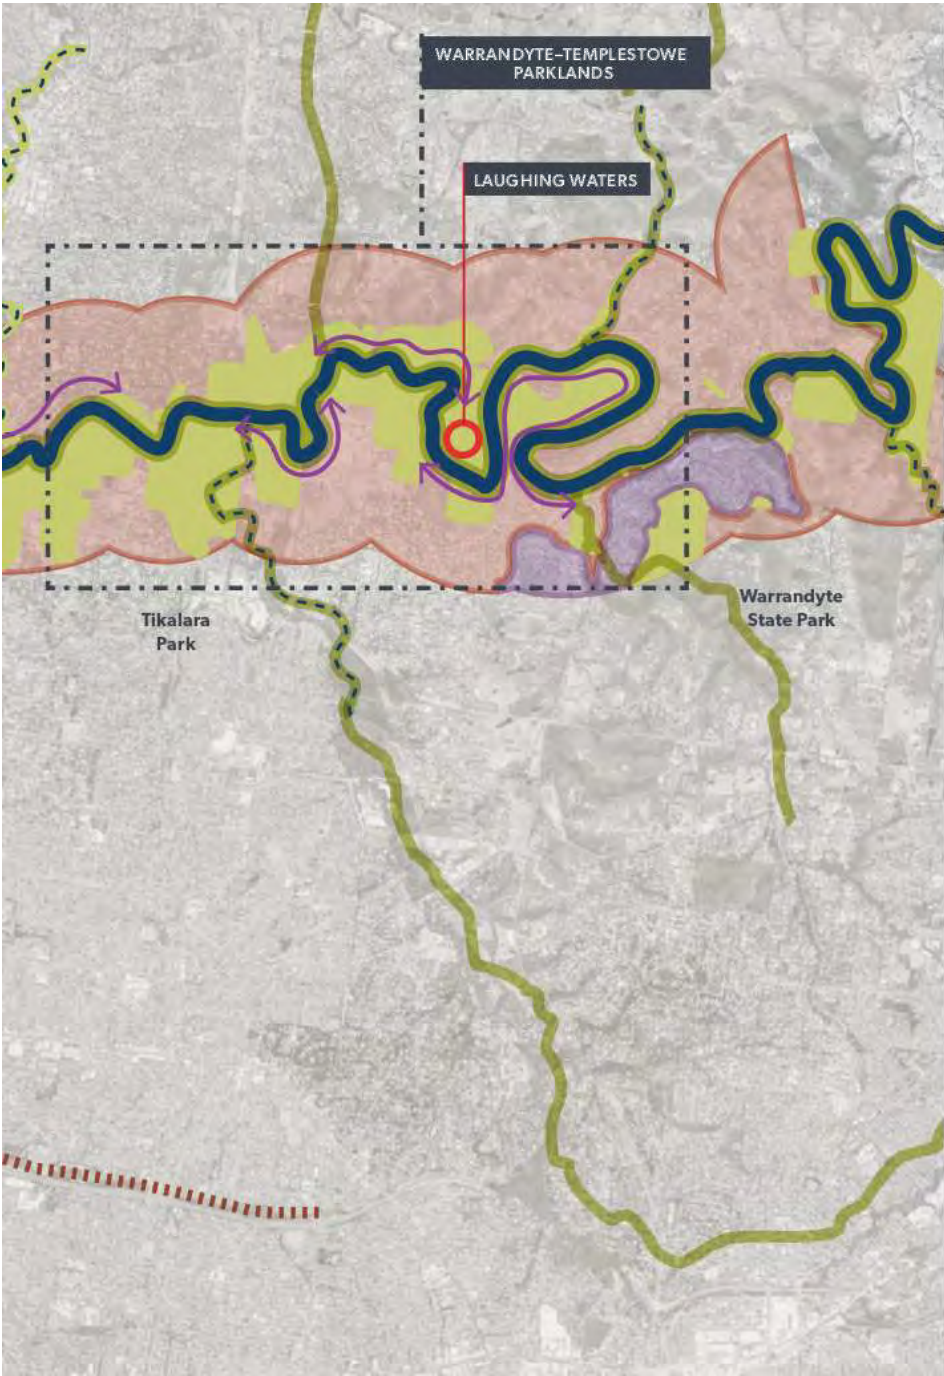 WARRANDYTE–TEMPLESTOWE
PARKLANDS
LAUGHING WATERS
Tikalara
Park
Warrandyte
State Park